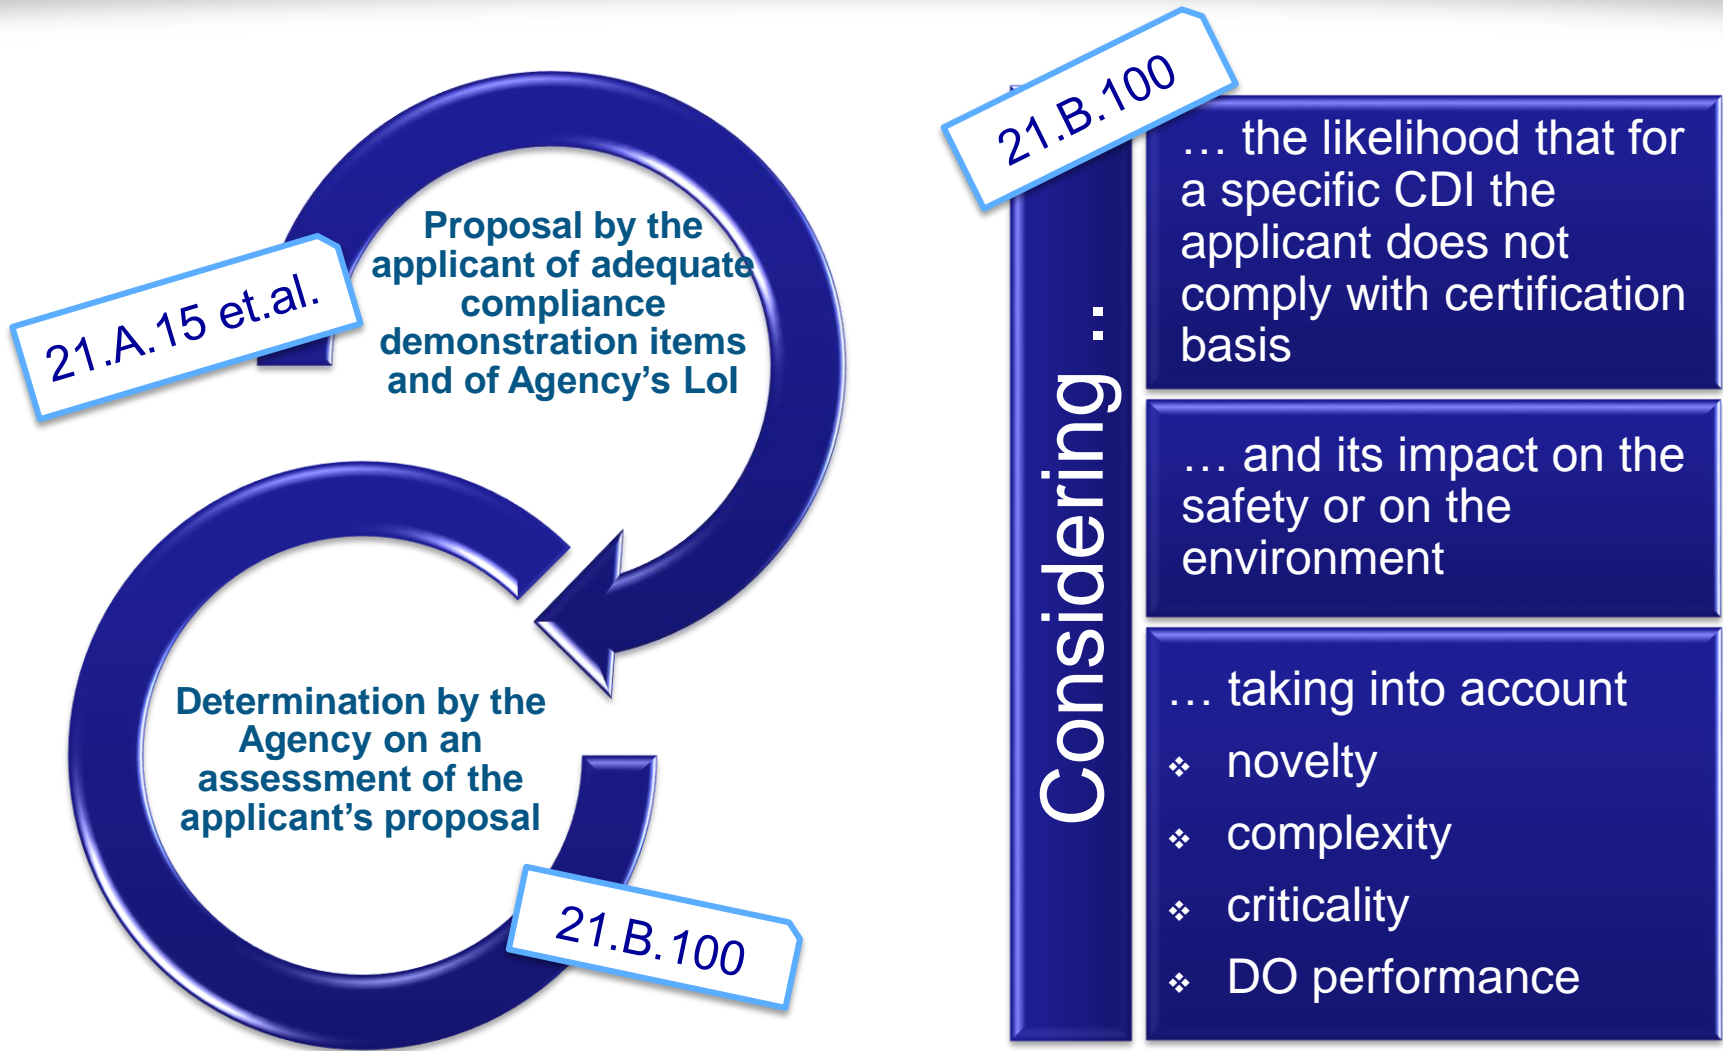 21.A.15 et.al.
Proposal by the
applicant of adequate
compliance
demonstration items
and of Agency’s LoI
Determination by the
Agency on an
assessment of the
applicant’s proposal
21.B.100
21.B.100
Considering ..
… the likelihood that for
a specific CDI the
applicant does not
comply with certification
basis
… and its impact on the
safety or on the
environment
… taking into account
❖ novelty
❖ complexity
❖ criticality
❖ DO performance